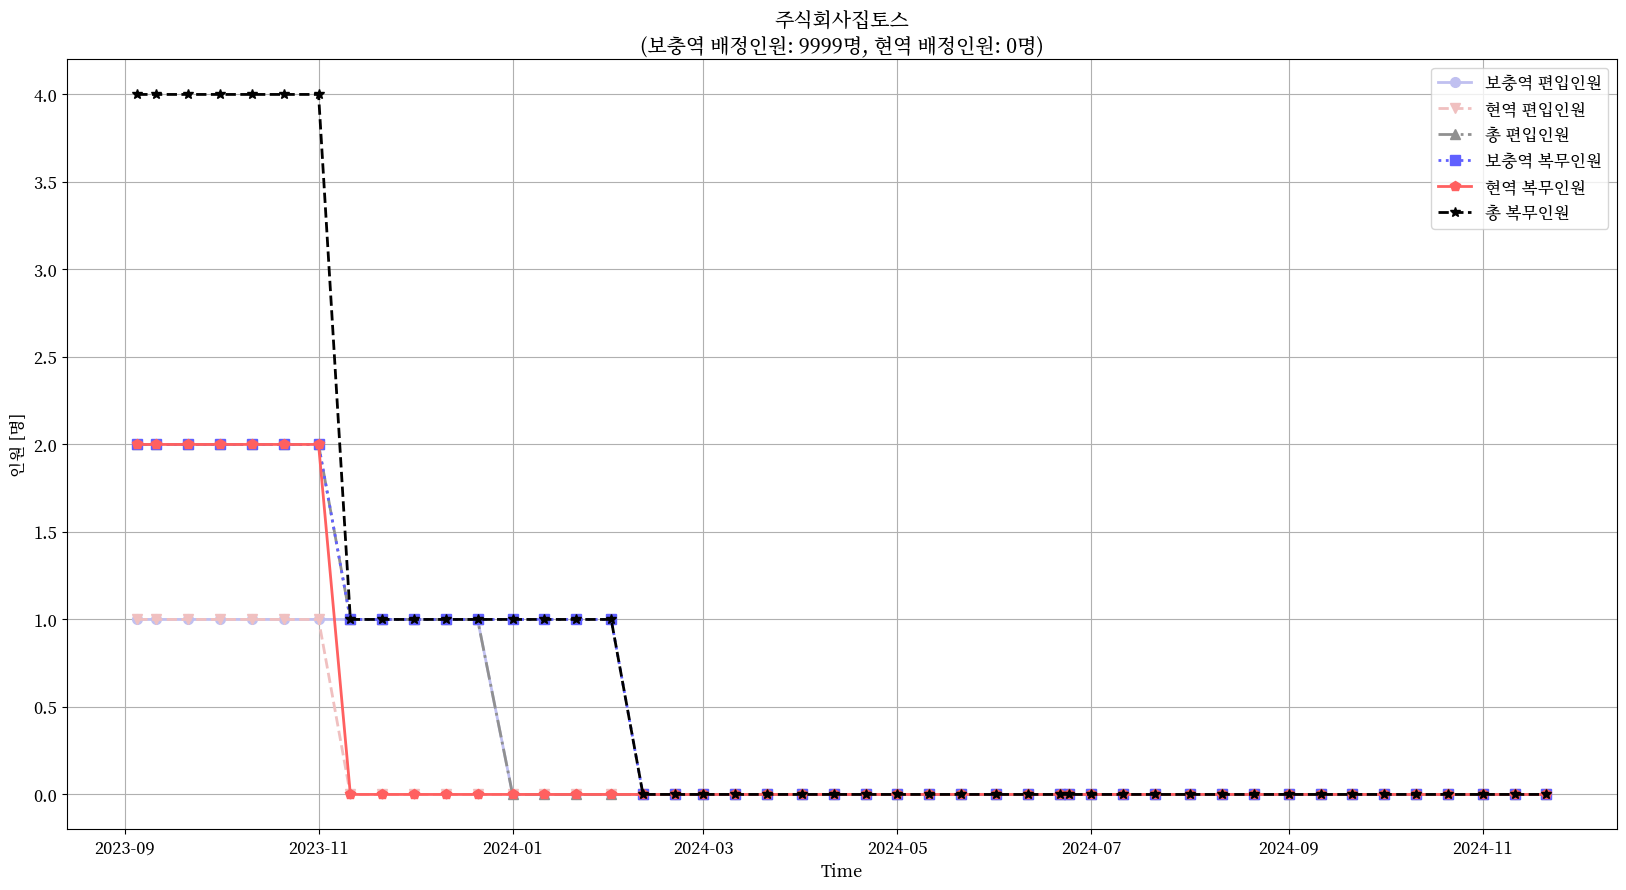 주식회사집토스
(보충역 배정인원: 9999명, 현역 배정인원: 0명)
보충역 편입인원
현역 편입인원
총 편입인원
보충역 복무인원
현역 복무인원
총 복무인원
인원 [명]
4.0
3.5
3.0
2.5
2.0
1.5
1.0
0.5
0.0
2023-09 2023-11 2024-01 2024-03 2024-05 2024-07 2024-09 2024-11
Time